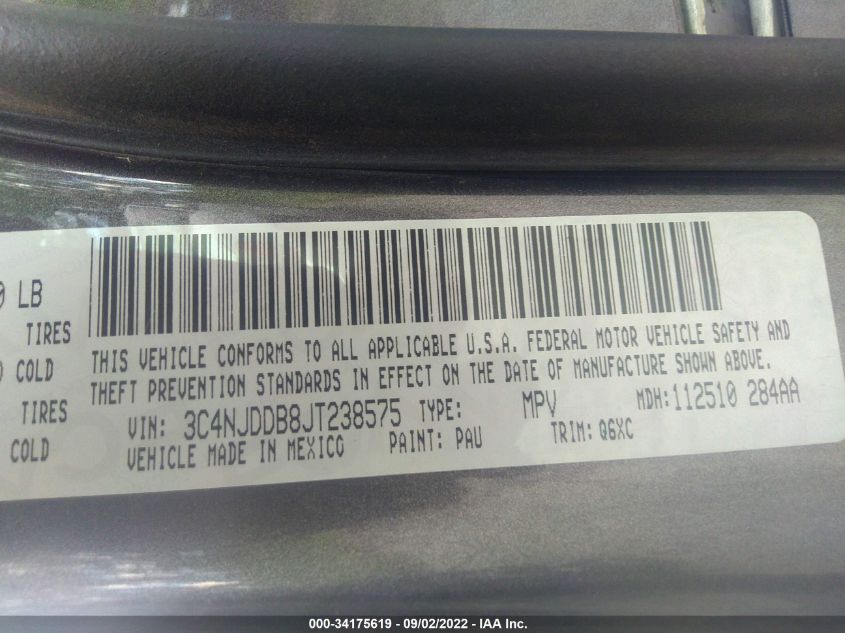 0 LB
TIRES
COLD
TIRES
COLD
THIS VEHICLE CONFORMS TO ALL APPLICABLE U.S.A. FEDERAL MOTOR VEHICLE SAFETY AND
THEFT PREVENTION STANDARDS IN EFFECT ON THE DATE OF MANUFACTURE SHOWN ABOVE.
VIN: 3C4NJDDB8JT238575 TYPE: MPV MDH:112510 284AA
VEHICLE MADE IN MEXICO PAINT: PAU TRIM: Q6XC
000-34175619 - 09/02/2022 - IAA Inc.